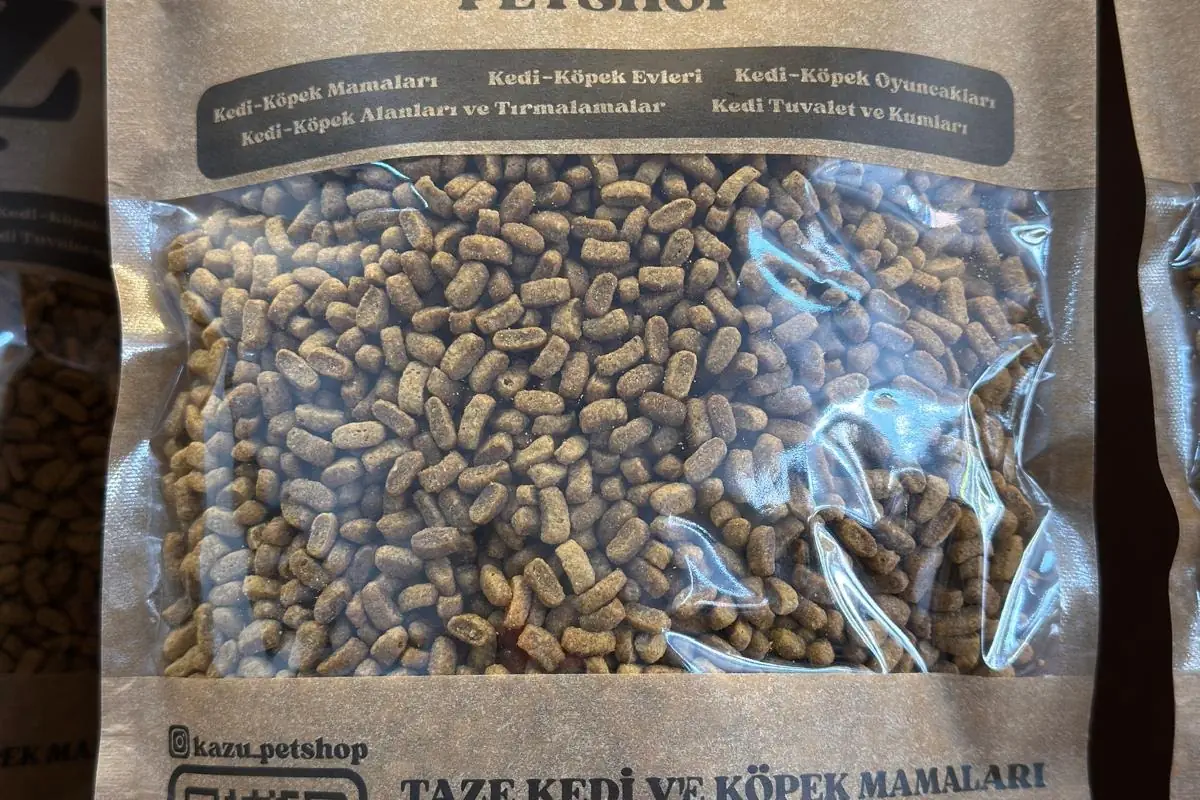 PETSHOP
Kedi-Köpek Mamaları Kedi-Köpek Evleri Kedi-Köpek Oyuncakları
Kedi-Köpek Alanları ve Tırmalamalar Kedi Tuvalet ve Kumları
kazu_petshop
TAZE KEDİ VE KÖPEK MAMALARI